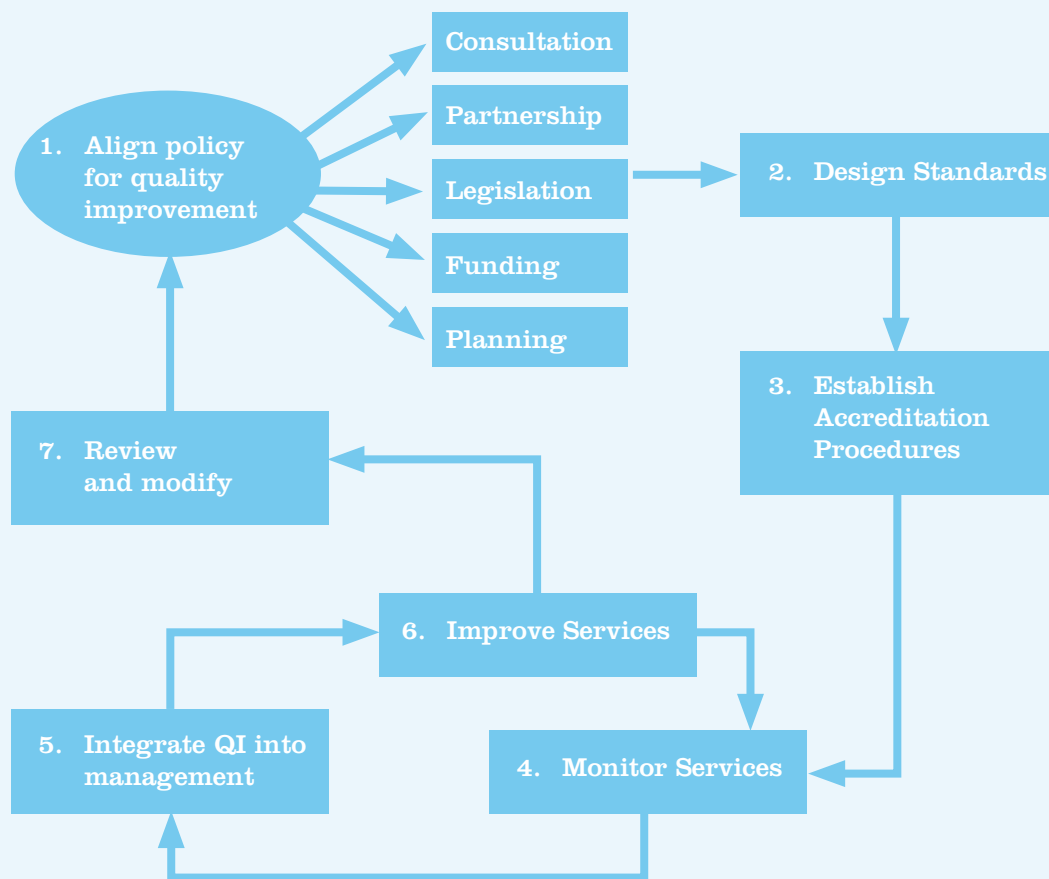 1. Align policy
for quality
improvement
Consultation
Partnership
Legislation
Funding
Planning
2. Design Standards
3. Establish
Accreditation
Procedures
4. Monitor Services
5. Integrate QI into
management
6. Improve Services
7. Review
and modify